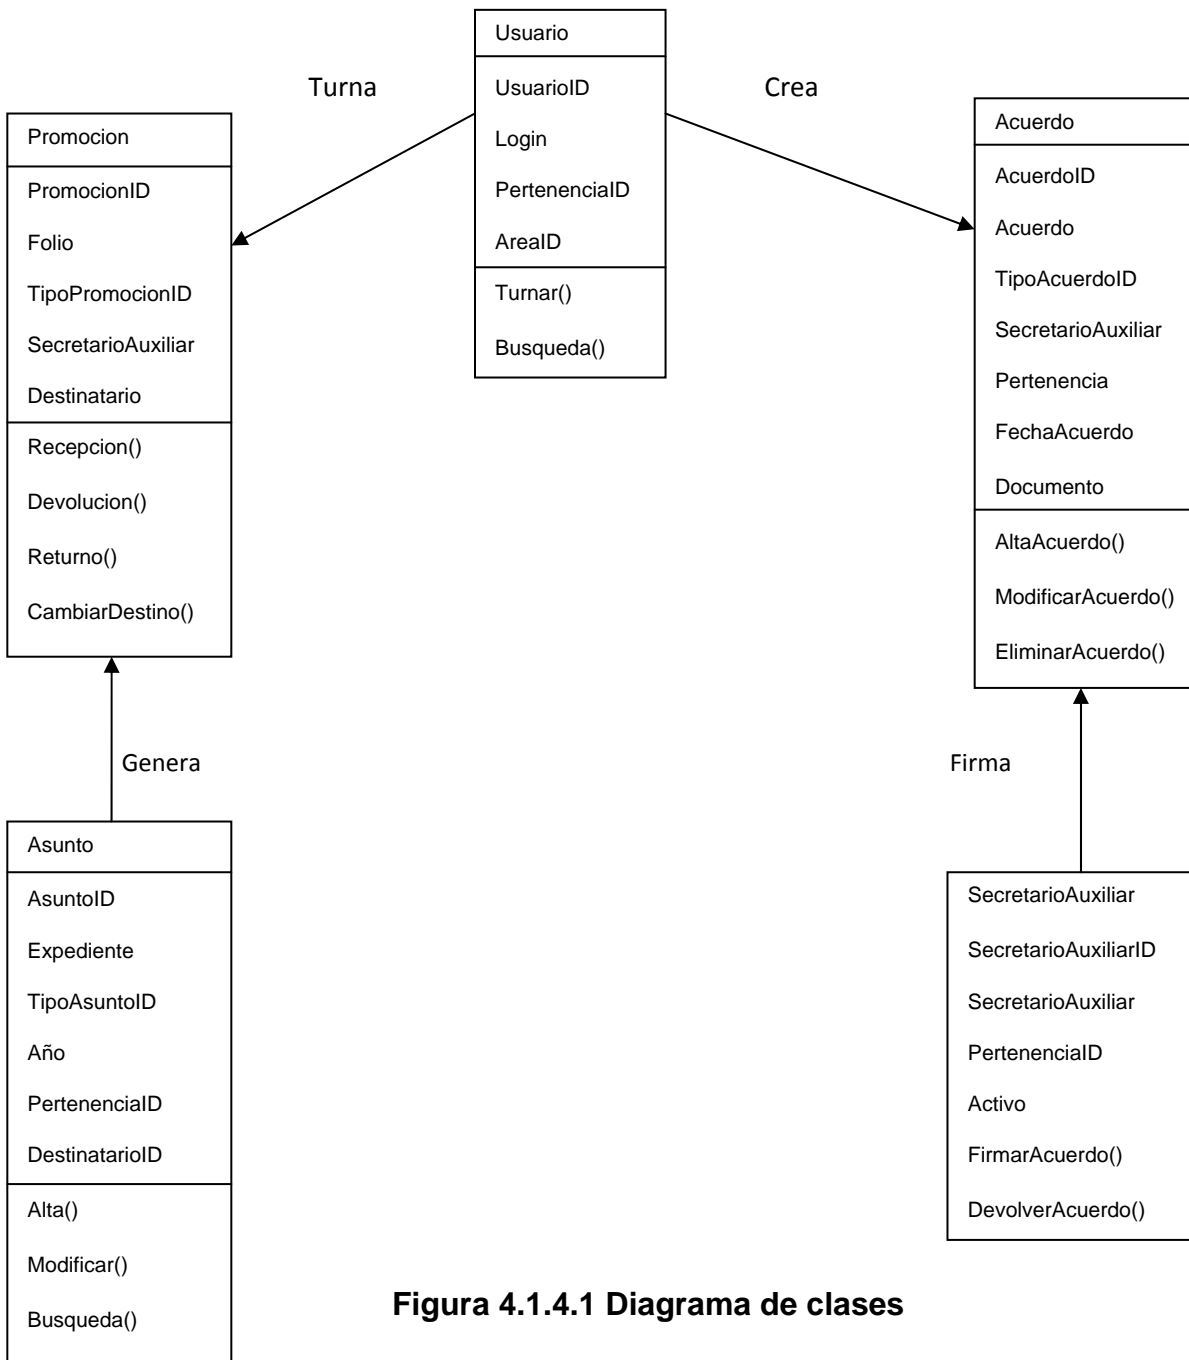 Usuario
UsuarioID
Login
PertenenciaID
AreaID
Turnar()
Busqueda()
Turna
Crea
Promocion
PromocionID
Folio
TipoPromocionID
SecretarioAuxiliar
Destinatario
Recepcion()
Devolucion()
Returno()
CambiarDestino()
Acuerdo
AcuerdoID
Acuerdo
TipoAcuerdoID
SecretarioAuxiliar
Pertenencia
FechaAcuerdo
Documento
AltaAcuerdo()
ModificarAcuerdo()
EliminarAcuerdo()
Genera
Firma
Asunto
AsuntoID
Expediente
TipoAsuntoID
Año
PertenenciaID
DestinatarioID
Alta()
Modificar()
Busqueda()
SecretarioAuxiliar
SecretarioAuxiliarID
SecretarioAuxiliar
PertenenciaID
Activo
FirmarAcuerdo()
DevolverAcuerdo()
Figura 4.1.4.1 Diagrama de clases